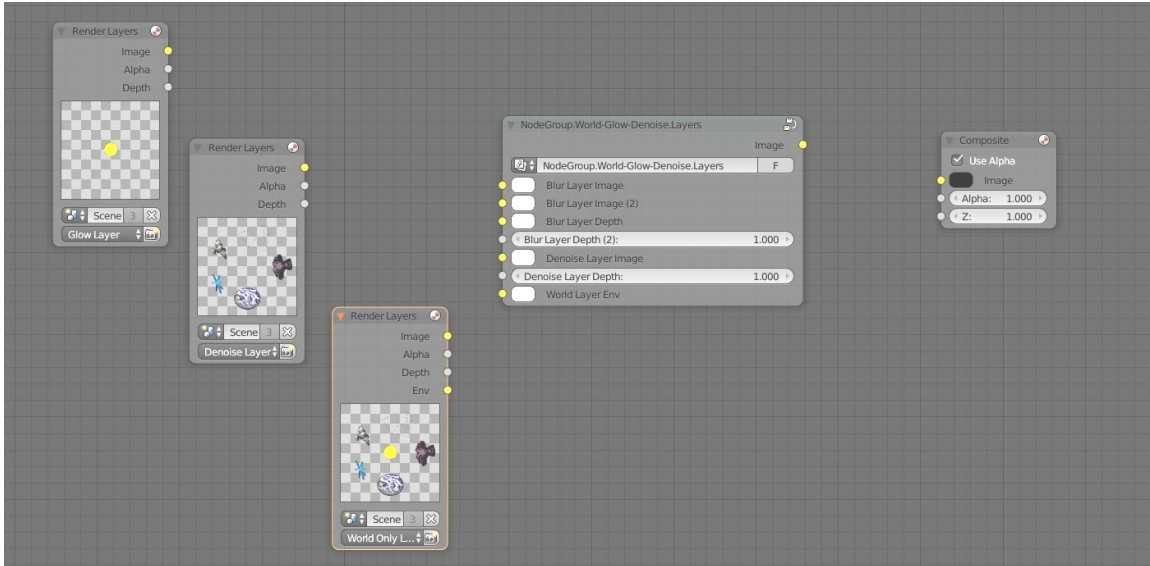 Render Layers
Image
Alpha
Depth
Scene 3
Glow Layer
Render Layers
Image
Alpha
Depth
Scene 3
Denoise Layer
Render Layers
Image
Alpha
Depth
Env
Scene 3
World Only L...
NodeGroup.World-Glow-Denoise.Layers
Image
NodeGroup.World-Glow-Denoise.Layers F
Blur Layer Image
Blur Layer Image (2)
Blur Layer Depth
Blur Layer Depth (2): 1.000
Denoise Layer Image
Denoise Layer Depth: 1.000
World Layer Env
Composite
Use Alpha
Image
Alpha: 1.000
Z: 1.000